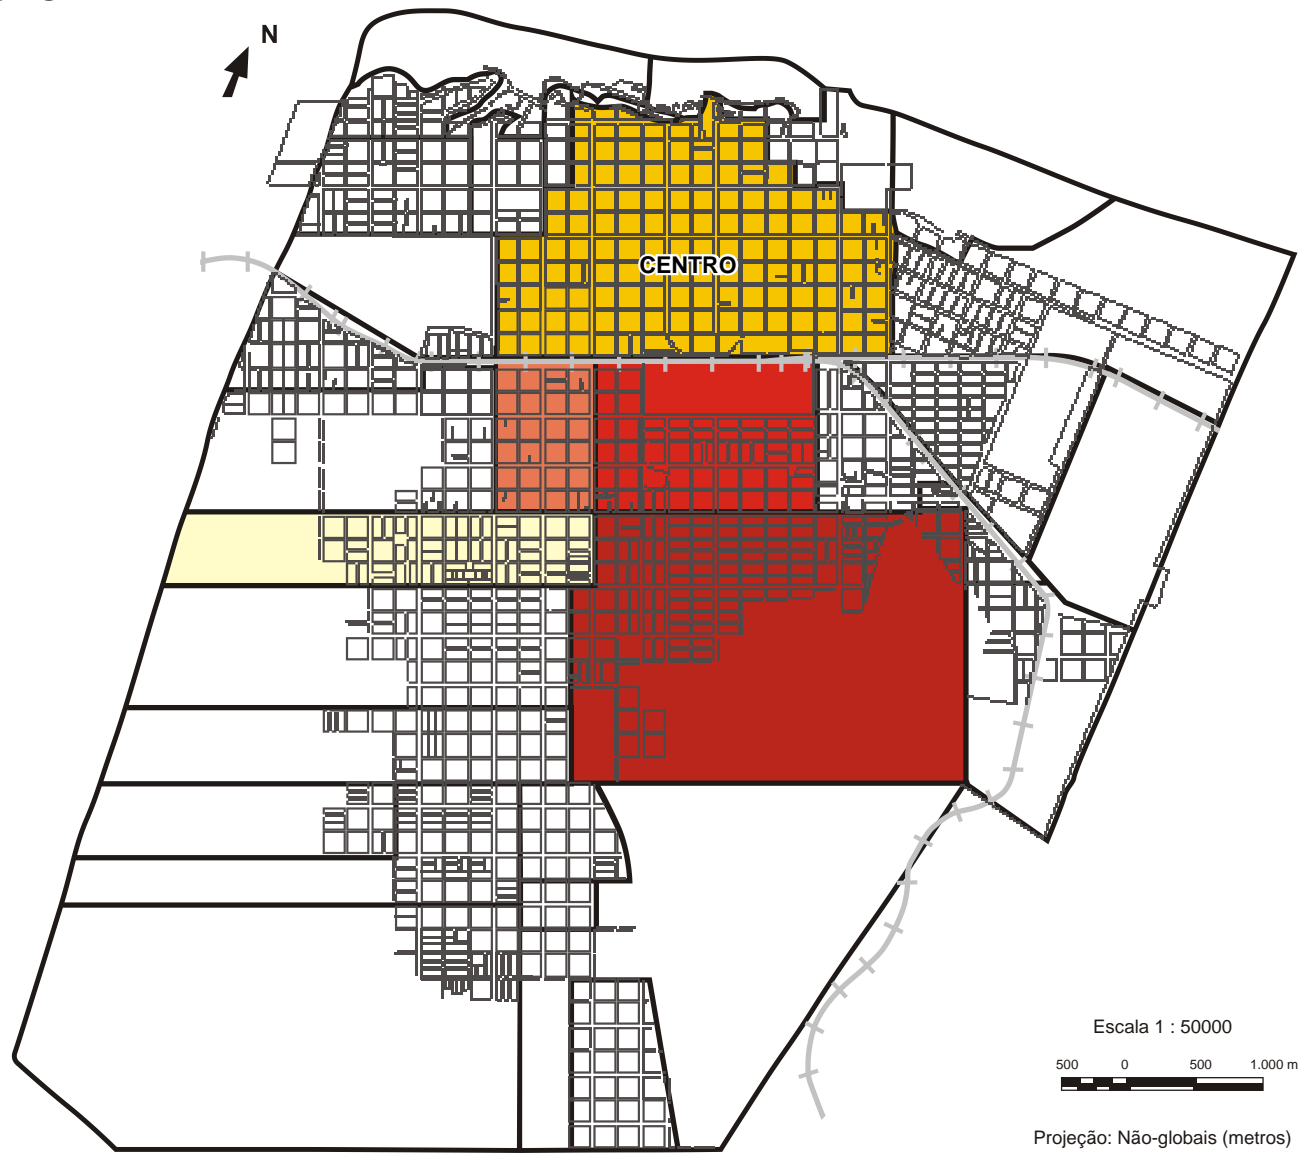 N
CENTRO
Escala 1 : 50000
500 0 500 1.000 m
Projeção: Não-globais (metros)